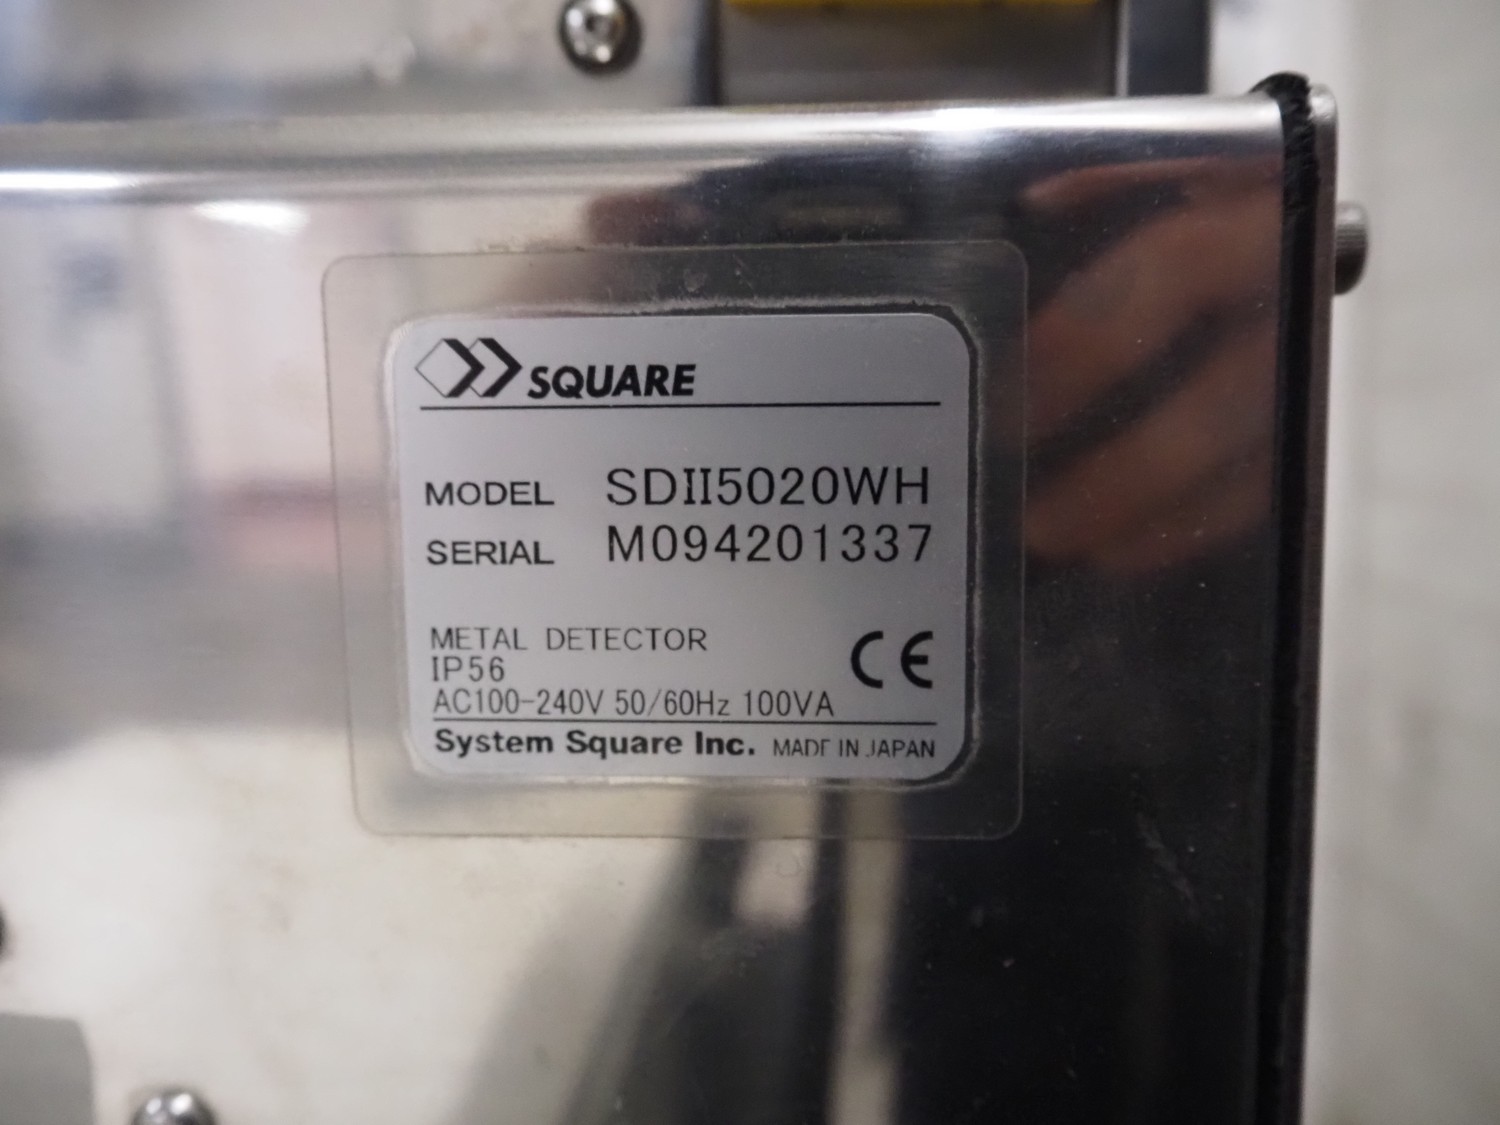 SQUARE
MODEL SDII5020WH
SERIAL M094201337
METAL DETECTOR
IP56
CE
AC100-240V 50/60Hz 100VA
System Square Inc. MADE IN JAPAN